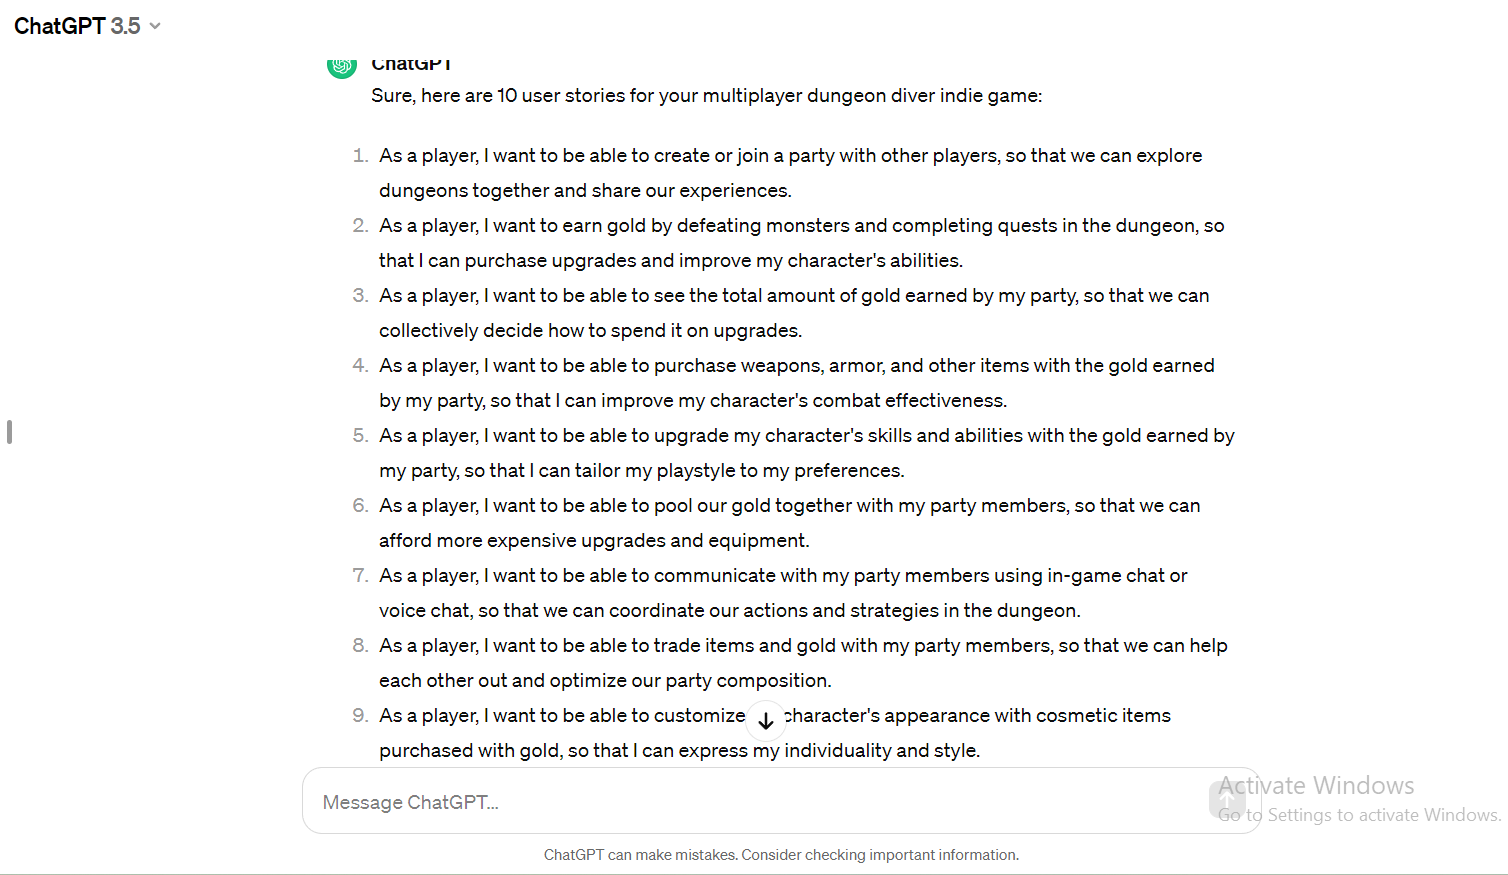 ChatGPT 3.5
ChatGPT
Sure, here are 10 user stories for your multiplayer dungeon diver indie game:
1. As a player, I want to be able to create or join a party with other players, so that we can explore
dungeons together and share our experiences.
2. As a player, I want to earn gold by defeating monsters and completing quests in the dungeon, so
that I can purchase upgrades and improve my character's abilities.
3. As a player, I want to be able to see the total amount of gold earned by my party, so that we can
collectively decide how to spend it on upgrades.
4. As a player, I want to be able to purchase weapons, armor, and other items with the gold earned
by my party, so that I can improve my character's combat effectiveness.
5. As a player, I want to be able to upgrade my character's skills and abilities with the gold earned by
my party, so that I can tailor my playstyle to my preferences.
6. As a player, I want to be able to pool our gold together with my party members, so that we can
afford more expensive upgrades and equipment.
7. As a player, I want to be able to communicate with my party members using in-game chat or
voice chat, so that we can coordinate our actions and strategies in the dungeon.
8. As a player, I want to be able to trade items and gold with my party members, so that we can help
each other out and optimize our party composition.
9. As a player, I want to be able to customize character's appearance with cosmetic items
purchased with gold, so that I can express my individuality and style.
Message ChatGPT...
Activate Windows
Go to Settings to activate Windows.
ChatGPT can make mistakes. Consider checking important information.